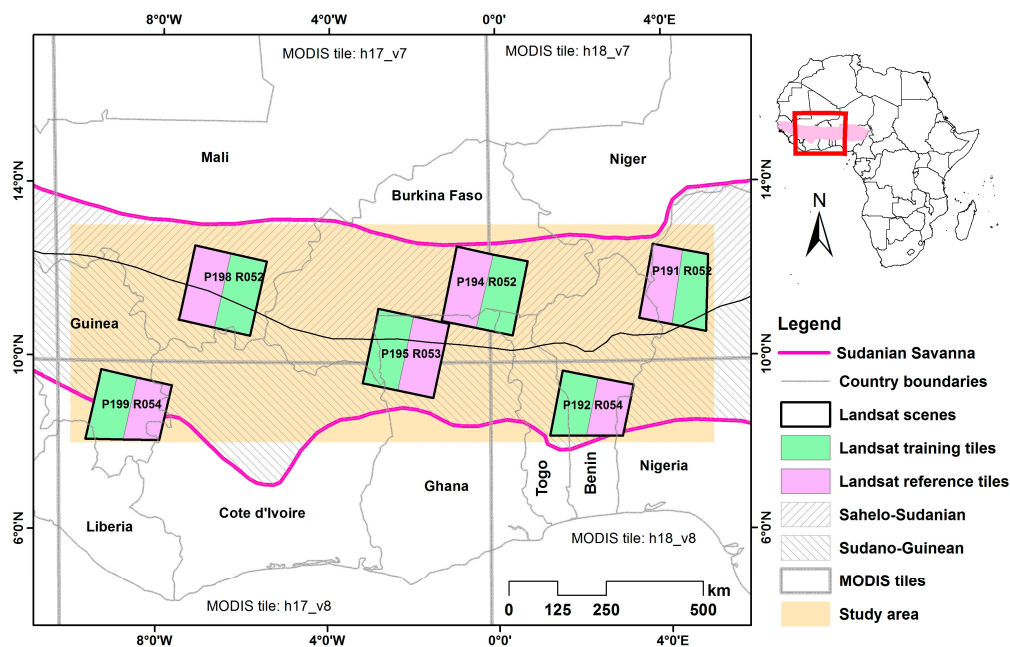 8°0'W 4°0'W 0°0' 4°0'E
MODIS tile: h17_v7 MODIS tile: h18_v7
Mali
Niger
Burkina Faso
14°0'N 14°0'N
P198 R052 P194 R052 P191 R052
Guinea
P195 R053
10°0'N 10°0'N
P199 R054 P192 R054
Ghana
Togo
Benin
Nigeria
Cote d'Ivoire
Liberia
6°0'N 6°0'N
MODIS tile: h18_v8
MODIS tile: h17_v8
km
0 125 250 500
8°0'W 4°0'W 0°0' 4°0'E
N
Legend
Sudanian Savanna
Country boundaries
Landsat scenes
Landsat training tiles
Landsat reference tiles
Sahelo-Sudanian
Sudano-Guinean
MODIS tiles
Study area